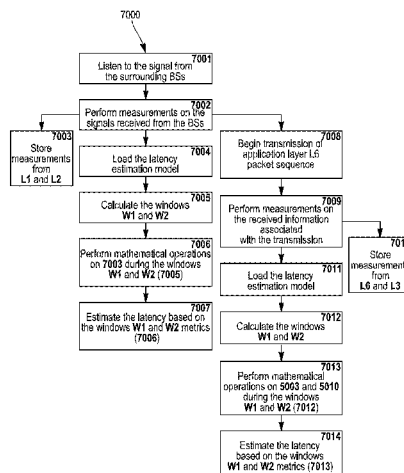 7000
7001
Listen to the signal from
the surrounding BSs
7002
Perform measurements on the
signals received from the BSs
7003
Store
measurements
from
L1 and L2
7004
Load the latency
estimation model
7005
Calculate the windows
W1 and W2
7006
Perform mathematical operations
on 7003 during the windows
W1 and W2 (7005)
7007
Estimate the latency based on
the windows W1 and W2 metrics
(7006)
7008
Begin transmission of
application layer L6
packet sequence
7009
Perform measurements on
the received information
associated
with the transmission
701
Store
measurement
from
L6 and L3
7011
Load the latency
estimation model
7012
Calculate the windows
W1 and W2
7013
Perform mathematical
operations on 5003 and 5010
during the windows
W1 and W2 (7012)
7014
Estimate the latency
based on the windows
W1 and W2 metrics (7013)